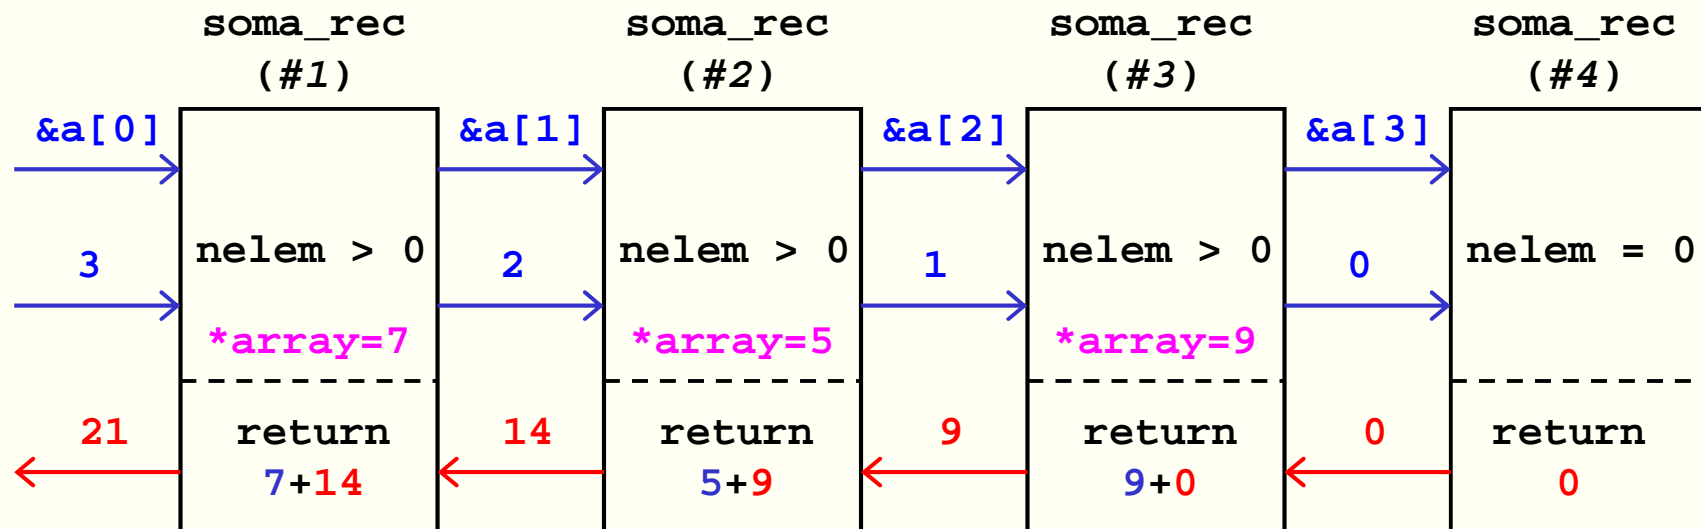 soma_rec soma_rec soma_rec soma_rec
(#1) (#2) (#3) (#4)
&a[0] &a[1] &a[2] &a[3]
3 nelem > 0 2 nelem > 0 1 nelem > 0 0 nelem = 0
*array=7 *array=5 *array=9
21 return 14 return 9 return 0 return
7+14 5+9 9+0 0